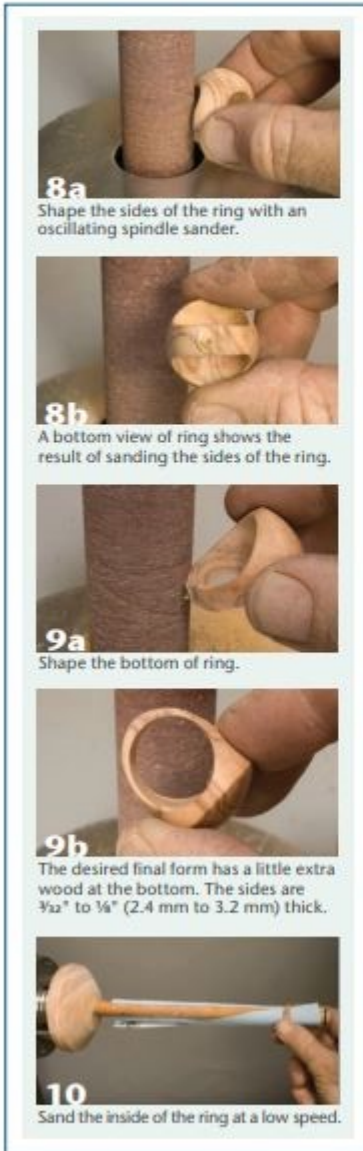 8a
Shape the sides of the ring with an
oscillating spindle sander.
8b
A bottom view of ring shows the
result of sanding the sides of the ring.
9a
Shape the bottom of ring.
9b
The desired final form has a little extra
wood at the bottom. The sides are
3⁄32" to 1⁄8" (2.4 mm to 3.2 mm) thick.
10
Sand the inside of the ring at a low speed.